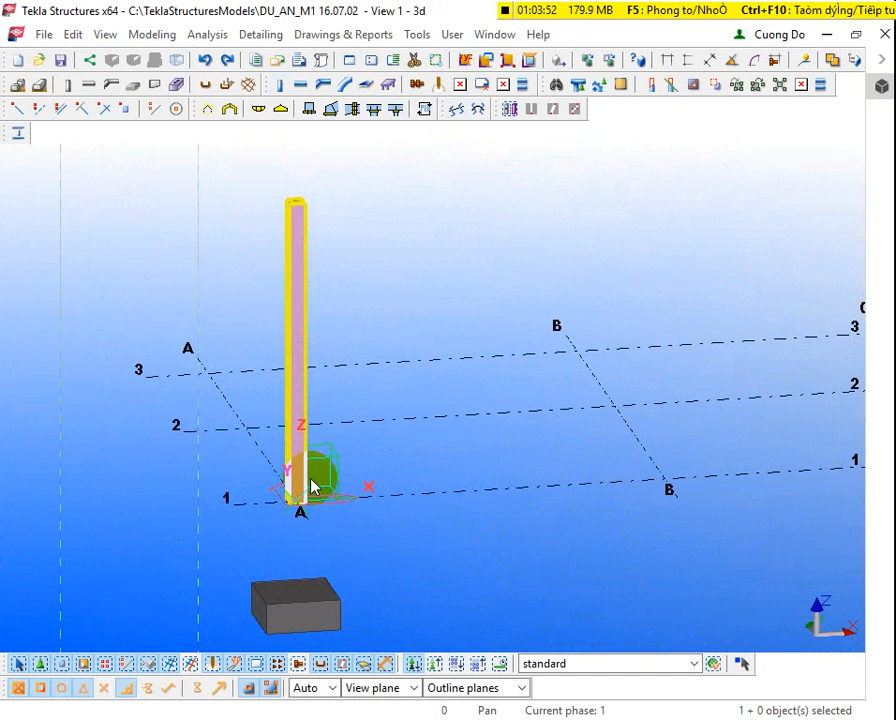 Tekla Structures x64 - C:\TeklaStructuresModels\DU_AN_M1 16.07.02 - View 1 - 3d
01:03:52 179.9 MB F5: Phong to/NhoÒ Ctrl+F10: Taòm dýìng/Tiêìp tu
File Edit View Modeling Analysis Detailing Drawings & Reports Tools User Window Help Cuong Do
B
3
A
3
2
2
Z
1
Y
X
B
1
A
Z
X
standard
Auto View plane Outline planes
0 Pan Current phase: 1 1 + 0 object(s) selected